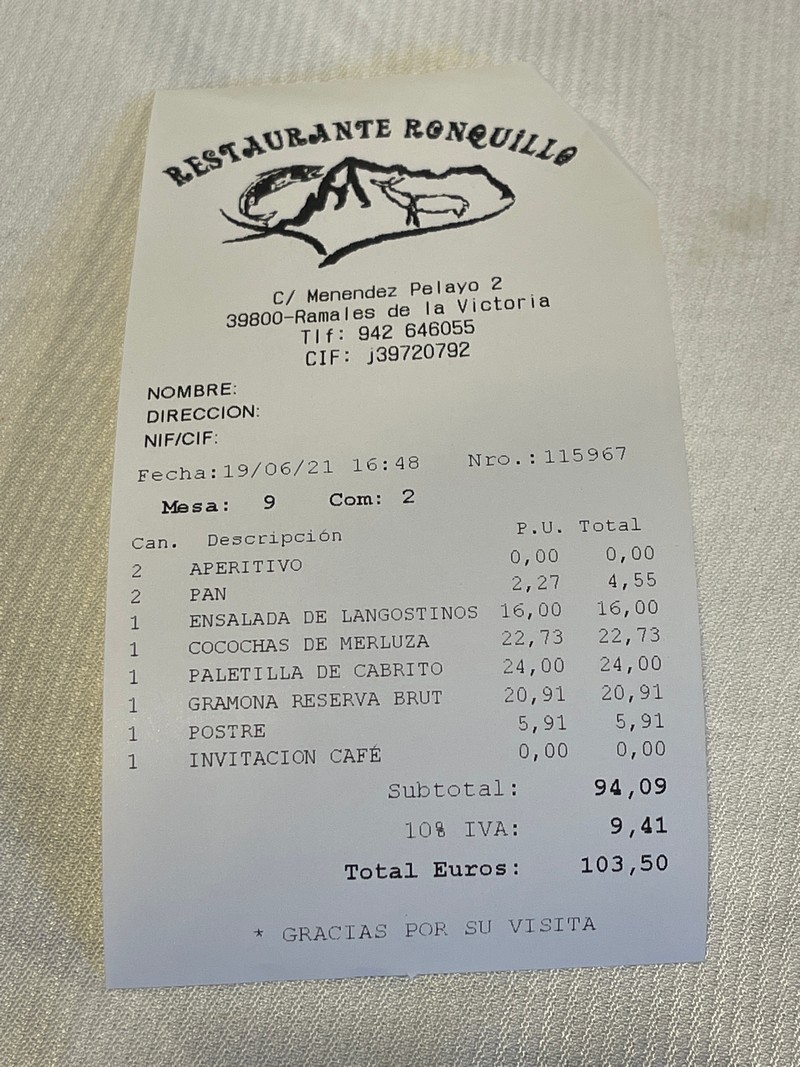 RESTAURANTE RONQUILLO
C/ Menendez Pelayo 2
39800-Ramales de la Victoria
Tlf: 942 646055
CIF: j39720792
NOMBRE:
DIRECCION:
NIF/CIF:
Fecha:19/06/21 16:48 Nro.:115967
Mesa: 9 Com: 2
Can. Descripción P.U. Total
2 APERITIVO 0,00 0,00
2 PAN 2,27 4,55
1 ENSALADA DE LANGOSTINOS 16,00 16,00
1 COCOCHAS DE MERLUZA 22,73 22,73
1 PALETILLA DE CABRITO 24,00 24,00
1 GRAMONA RESERVA BRUT 20,91 20,91
1 POSTRE 5,91 5,91
1 INVITACION CAFÉ 0,00 0,00
Subtotal: 94,09
10% IVA: 9,41
Total Euros: 103,50
* GRACIAS POR SU VISITA